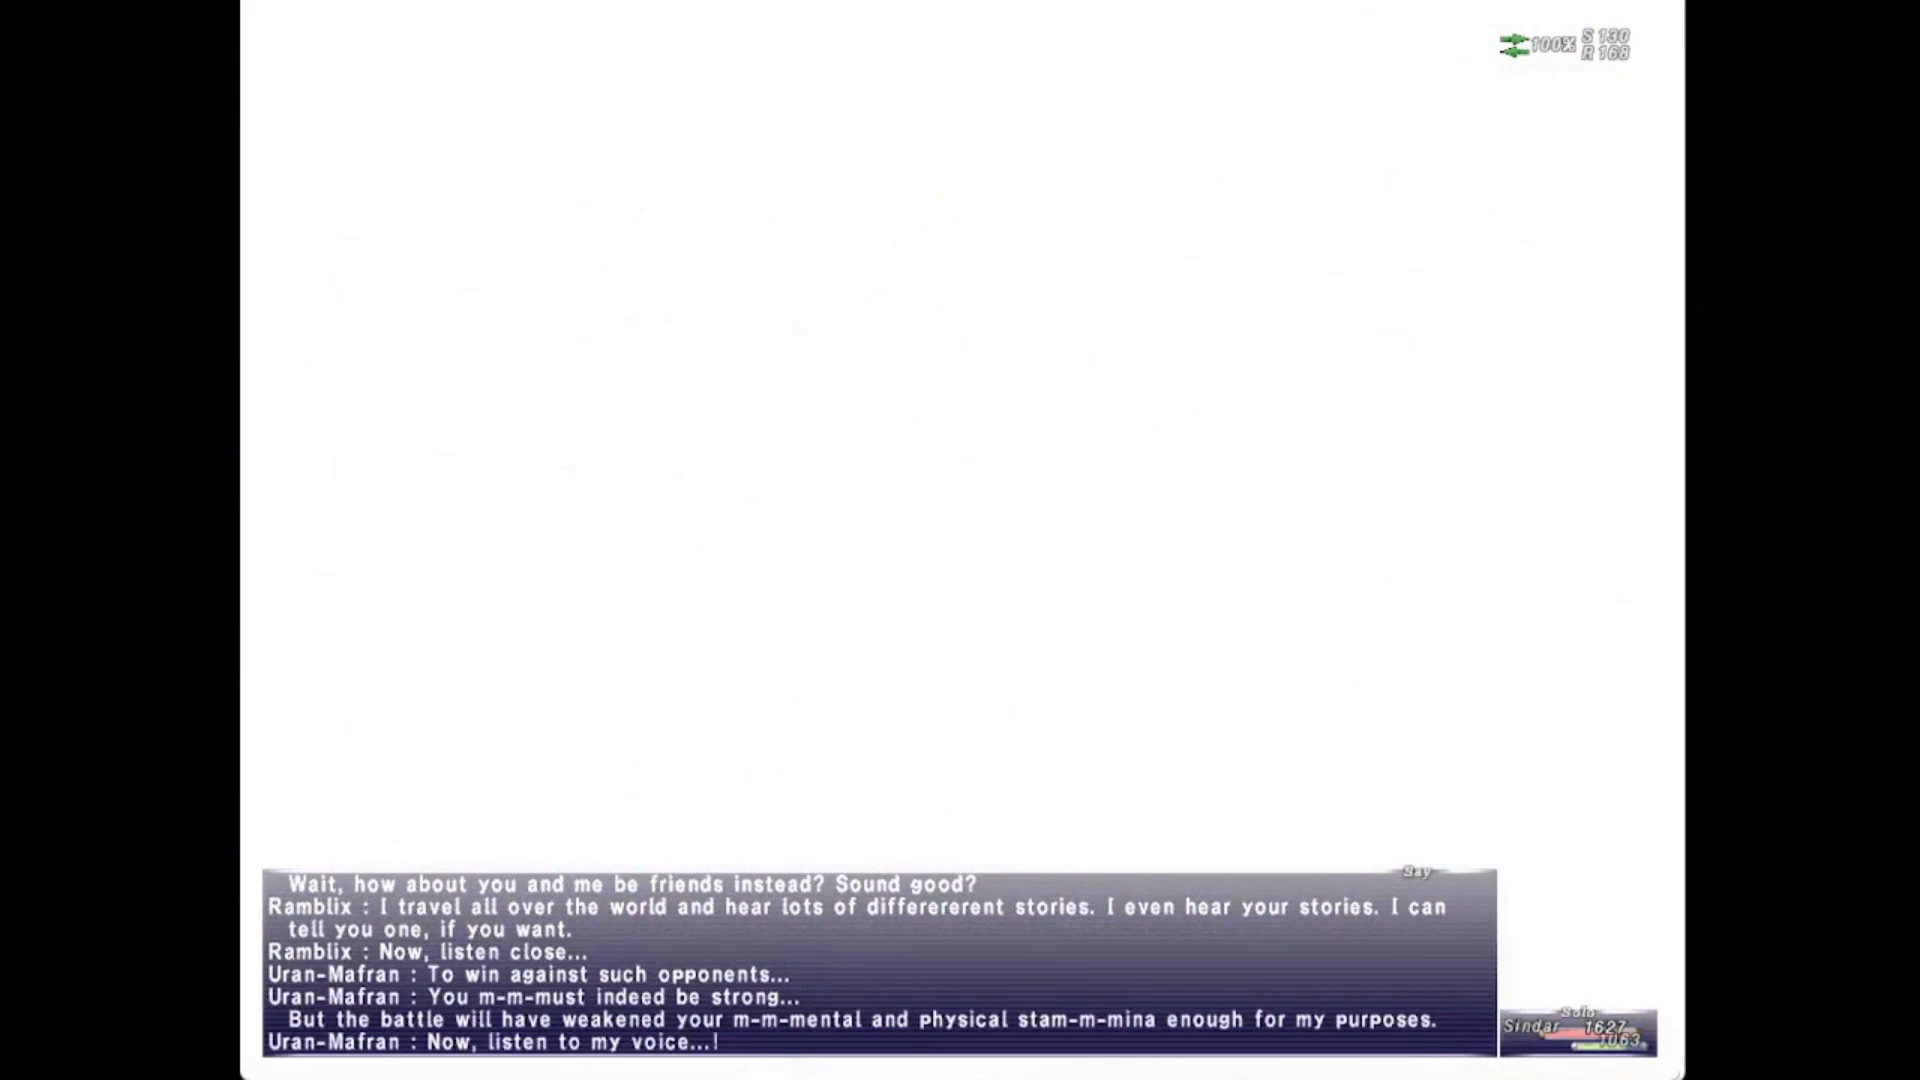 100% S 130
R 168
Say
Wait, how about you and me be friends instead? Sound good?
Ramblix : I travel all over the world and hear lots of differererent stories. I even hear your stories. I can
tell you one, if you want.
Ramblix : Now, listen close...
Uran-Mafran : To win against such opponents...
Uran-Mafran : You m-m-must indeed be strong...
But the battle will have weakened your m-m-mental and physical stam-m-mina enough for my purposes.
Uran-Mafran : Now, listen to my voice...!
Solo
Sindar 1627
1063